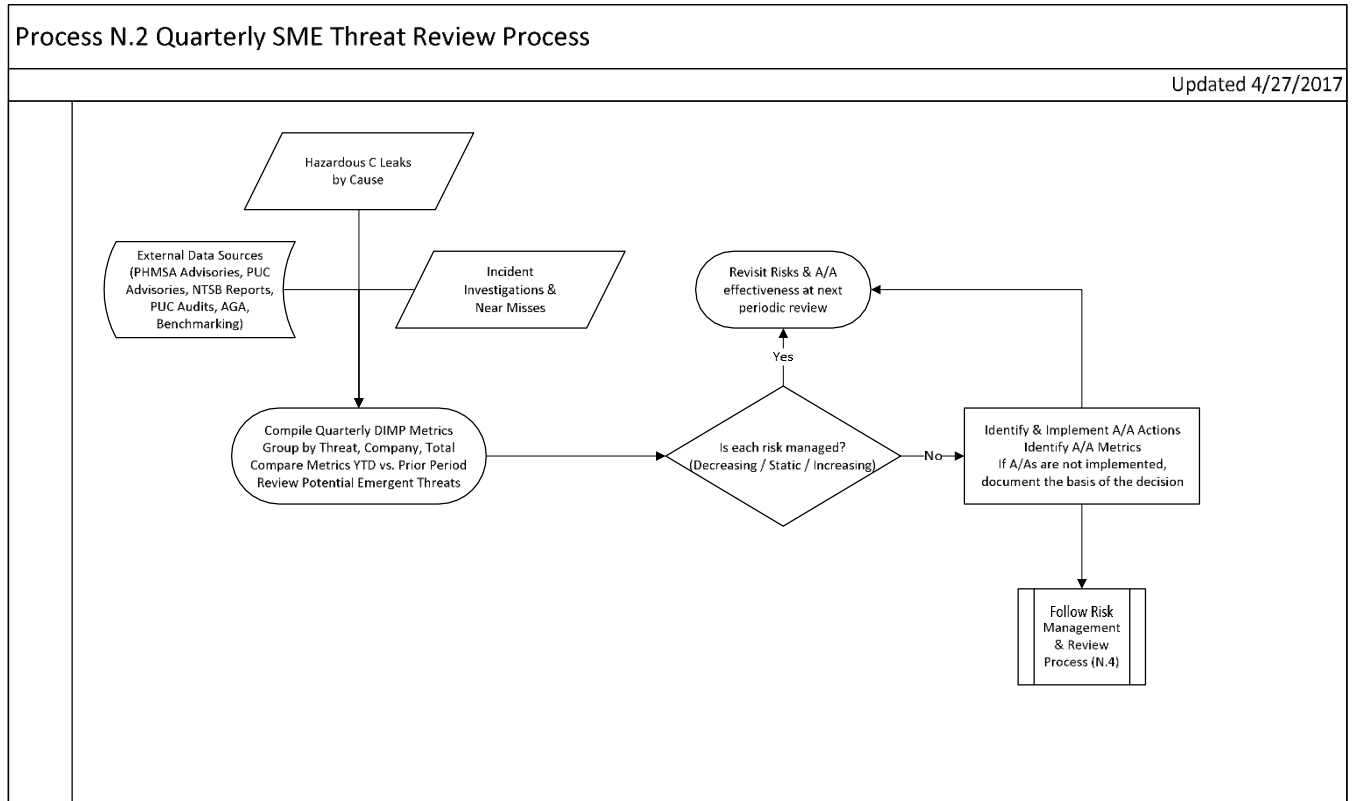 Process N.2 Quarterly SME Threat Review Process
Updated 4/27/2017
Hazardous C Leaks
by Cause
External Data Sources
(PHMSA Advisories, PUC
Advisories, NTSB Reports,
PUC Audits, AGA,
Benchmarking)
Incident
Investigations &
Near Misses
Compile Quarterly DIMP Metrics
Group by Threat, Company, Total
Compare Metrics YTD vs. Prior Period
Review Potential Emergent Threats
Revisit Risks & A/A
effectiveness at next
periodic review
Yes
Is each risk managed?
(Decreasing / Static / Increasing)
No
Identify & Implement A/A Actions
Identify A/A Metrics
If A/As are not implemented,
document the basis of the decision
Follow Risk
Management
& Review
Process (N.4)